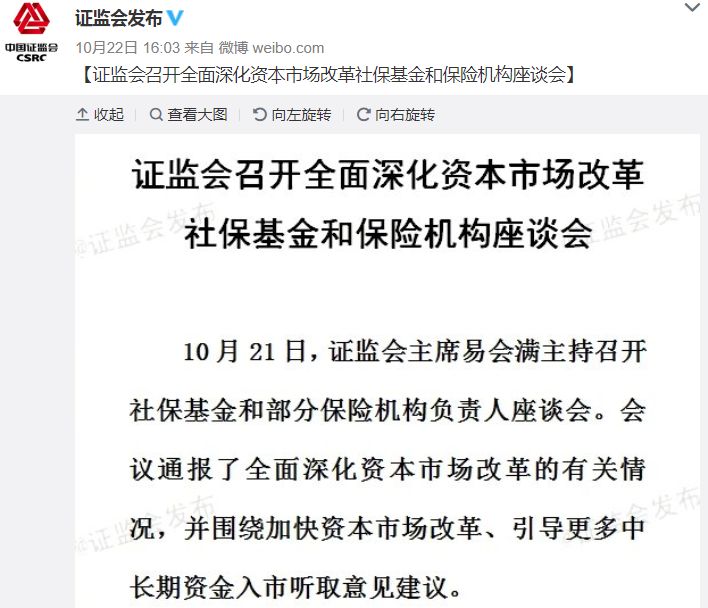 证监会发布
中国证监会
CSRC
10月22日 16:03 来自 微博 weibo.com
【证监会召开全面深化资本市场改革社保基金和保险机构座谈会】
收起 查看大图 向左旋转 向右旋转
证监会召开全面深化资本市场改革
社保基金和保险机构座谈会
@证监会发布
证监会发布
10月21日，证监会主席易会满主持召开
社保基金和部分保险机构负责人座谈会。会
议通报了全面深化资本市场改革的有关情
况，并围绕加快资本市场改革、引导更多中
长期资金入市听取意见建议。
@证监会发布
证监会发布